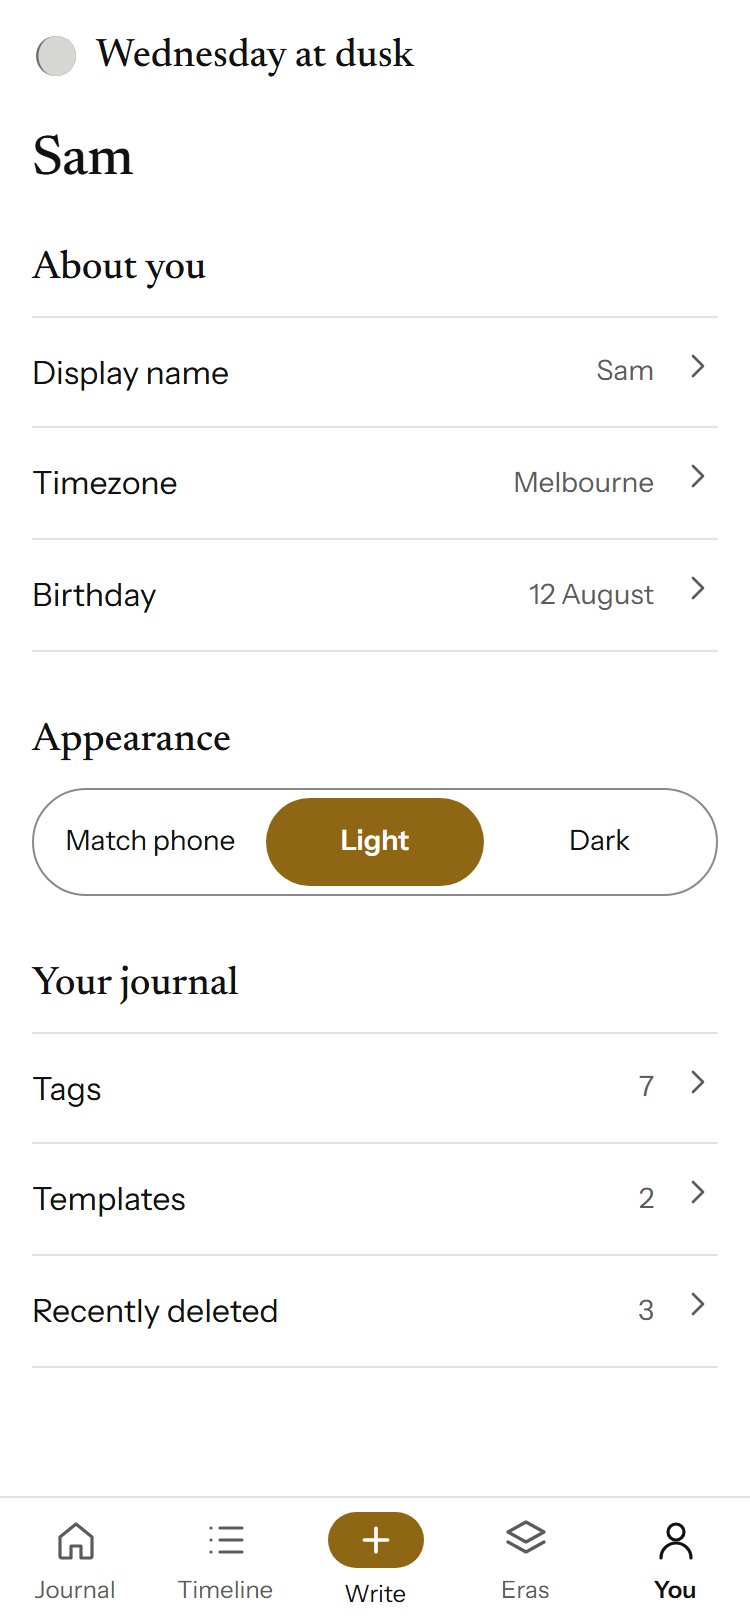 Wednesday at dusk
Sam
About you
Display name Sam
Timezone Melbourne
Birthday 12 August
Appearance
Match phone Light Dark
Your journal
Tags 7
Templates 2
Recently deleted 3
Journal Timeline Write Eras You